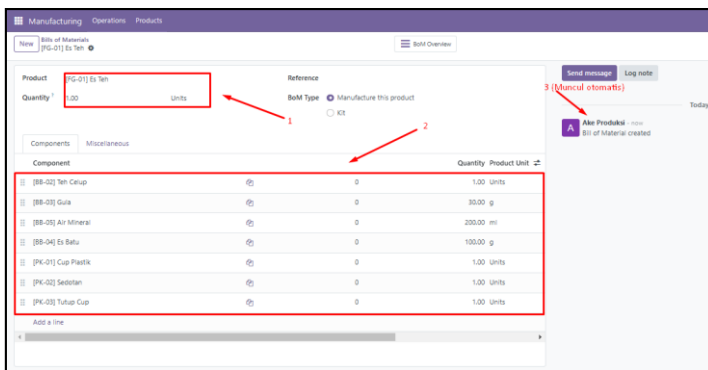 Manufacturing Operations Products
New Bills of Materials
[FG-01] Es Teh
BoM Overview
Send message Log note
Product [FG-01] Es Teh Reference
3 (Muncul otomatis)
Quantity ? 1.00 Units BoM Type Manufacture this product
Kit
Today
A Ake Produksi - now
Bill of Material created
1
2
Components Miscellaneous
Component Quantity Product Unit
[BB-02] Teh Celup 0 1.00 Units
[BB-03] Gula 0 30.00 g
[BB-05] Air Mineral 0 200.00 ml
[BB-04] Es Batu 0 100.00 g
[PK-01] Cup Plastik 0 1.00 Units
[PK-02] Sedotan 0 1.00 Units
[PK-03] Tutup Cup 0 1.00 Units
Add a line